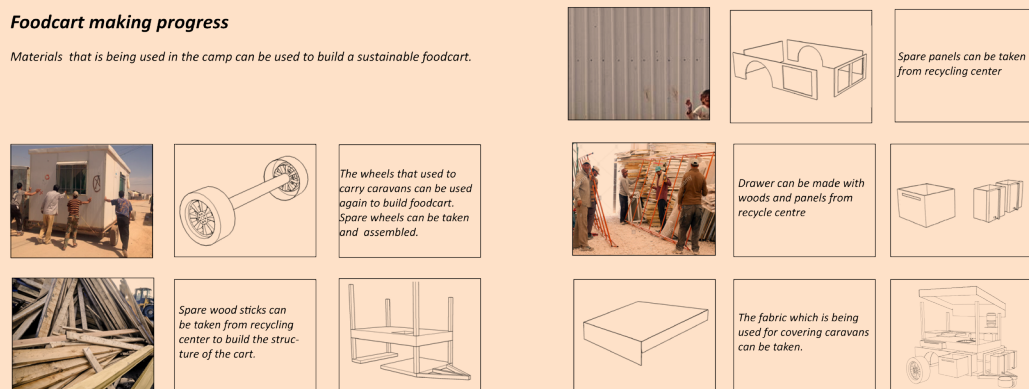 Foodcart making progress
Materials that is being used in the camp can be used to build a sustainable foodcart.
The wheels that used to
carry caravans can be used
again to build foodcart.
Spare wheels can be taken
and assembled.
Spare wood sticks can
be taken from recycling
center to build the struc-
ture of the cart.
Spare panels can be taken
from recycling center
Drawer can be made with
woods and panels from
recycle centre
The fabric which is being
used for covering caravans
can be taken.